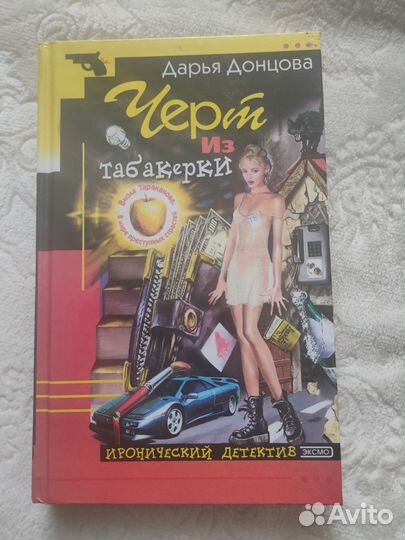 Дарья Донцова
Черт
из
табакерки
Виола Тараканова.
В мире преступных страстей
ИРОНИЧЕСКИЙ ДЕТЕКТИВ
ЭКСМО
Avito